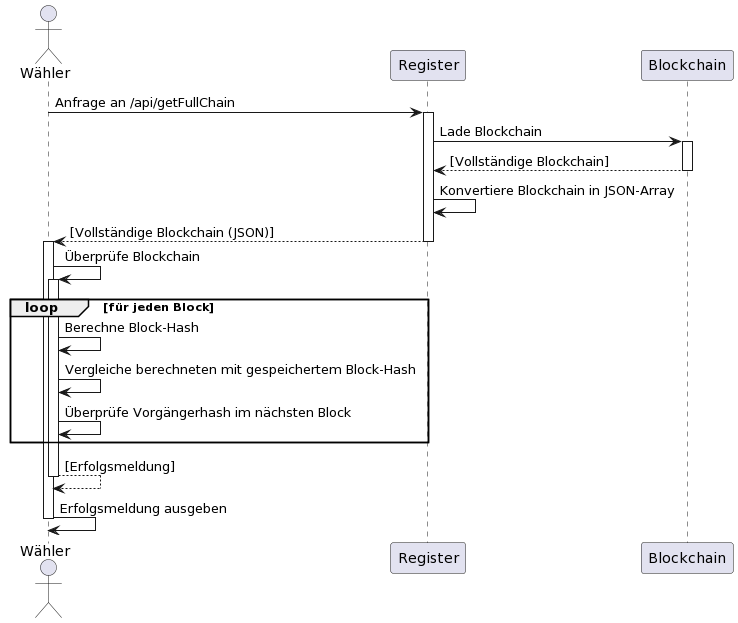 Wähler
Register
Blockchain
Anfrage an /api/getFullChain
Lade Blockchain
[Vollständige Blockchain]
Konvertiere Blockchain in JSON-Array
[Vollständige Blockchain (JSON)]
Überprüfe Blockchain
loop [für jeden Block]
Berechne Block-Hash
Vergleiche berechneten mit gespeichertem Block-Hash
Überprüfe Vorgängerhash im nächsten Block
[Erfolgsmeldung]
Erfolgsmeldung ausgeben
Wähler
Register
Blockchain